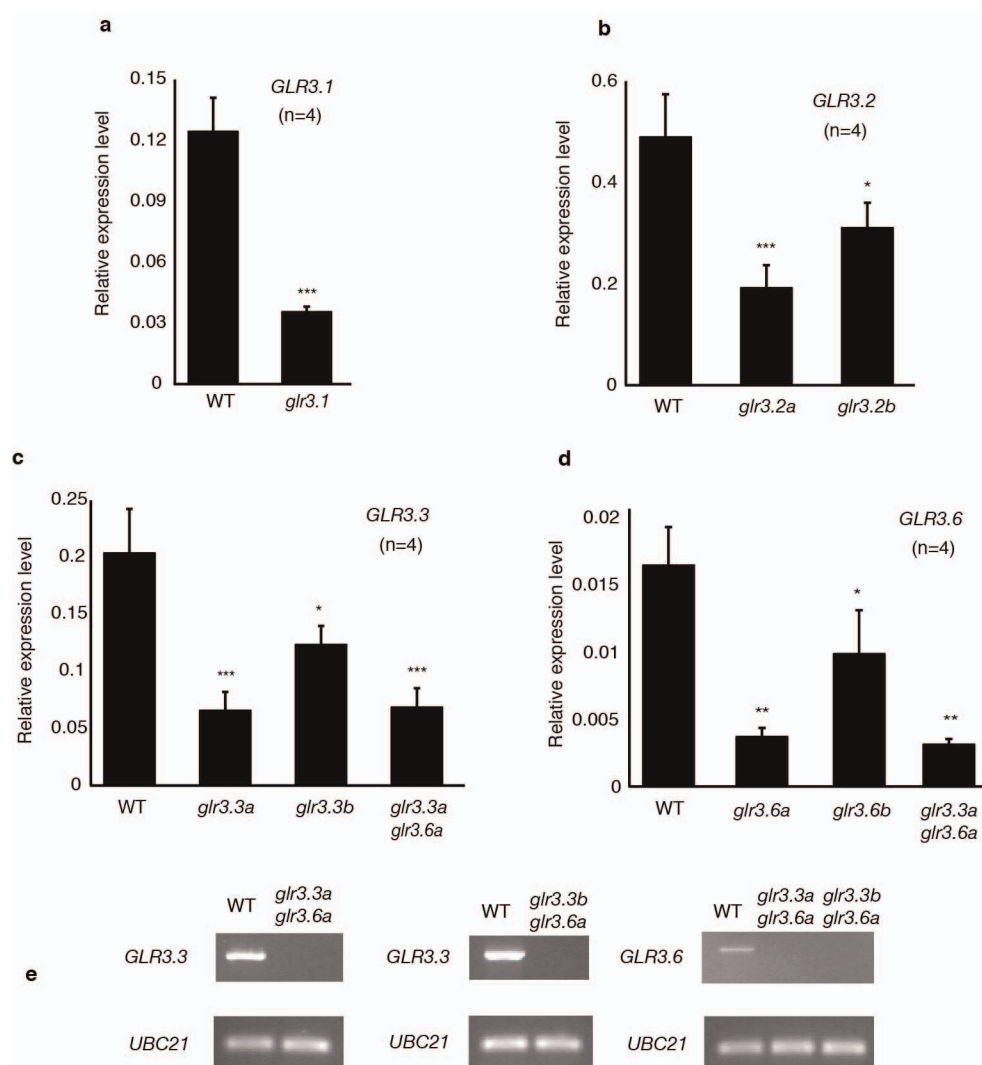 a
GLR3.1
(n=4)
Relative expression level
0.15
0.12
0.09
0.06
0.03
0
***
WT glr3.1
b
GLR3.2
(n=4)
Relative expression level
0.6
0.4
0.2
0
***
*
WT glr3.2a glr3.2b
c
GLR3.3
(n=4)
Relative expression level
0.25
0.2
0.15
0.1
0.05
0
***
*
***
WT glr3.3a glr3.3b glr3.3a
glr3.6a
d
GLR3.6
(n=4)
Relative expression level
0.02
0.015
0.01
0.005
0
**
*
**
WT glr3.6a glr3.6b glr3.3a
glr3.6a
e
WT glr3.3a
glr3.6a
GLR3.3
UBC21
WT glr3.3b
glr3.6a
GLR3.3
UBC21
WT glr3.3a glr3.3b
glr3.6a glr3.6a
GLR3.6
UBC21